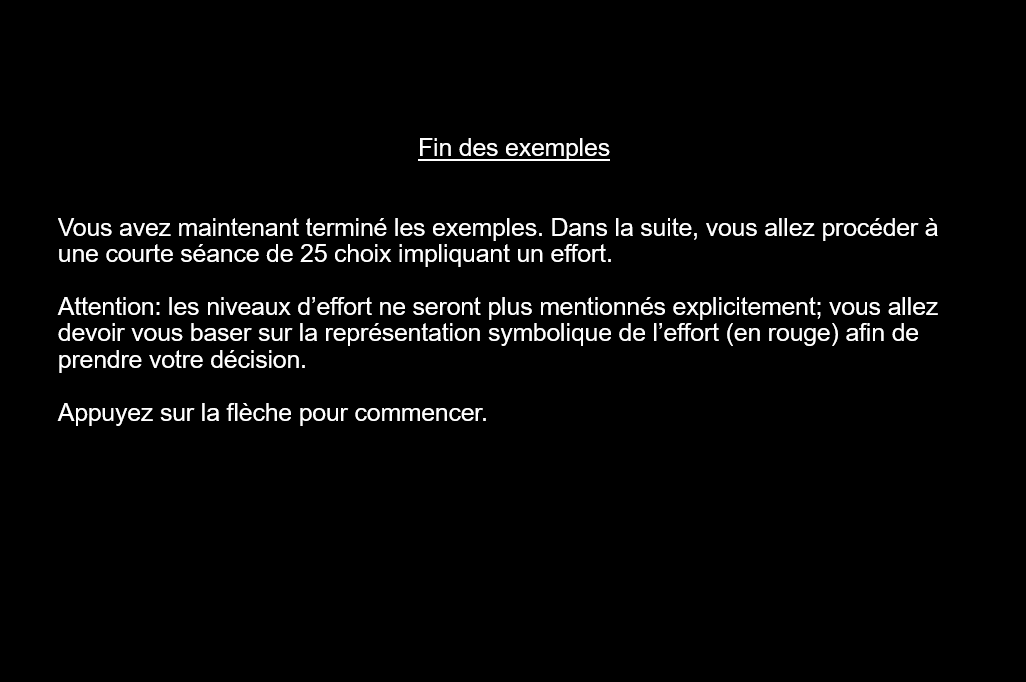 Fin des exemples
Vous avez maintenant terminé les exemples. Dans la suite, vous allez procéder à
une courte séance de 25 choix impliquant un effort.
Attention: les niveaux d’effort ne seront plus mentionnés explicitement; vous allez
devoir vous baser sur la représentation symbolique de l’effort (en rouge) afin de
prendre votre décision.
Appuyez sur la flèche pour commencer.